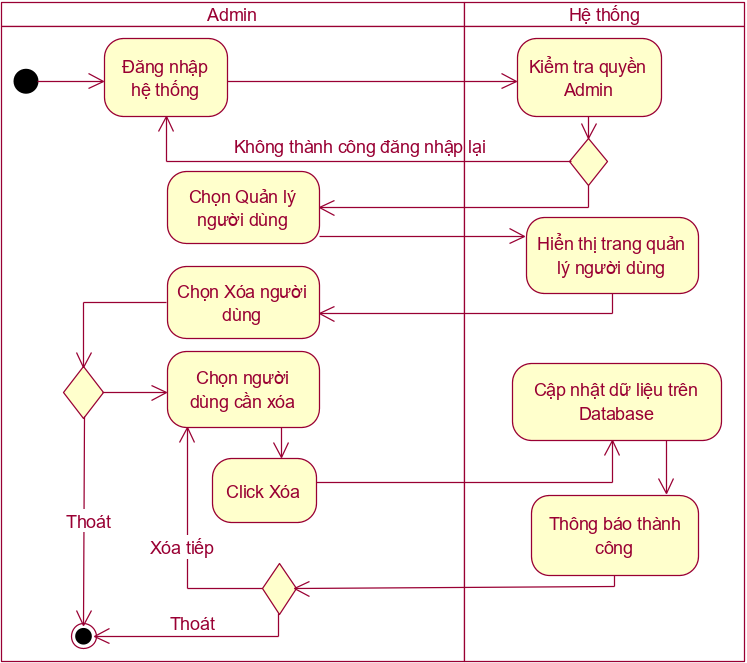 Admin
Hệ thống
Đăng nhập
hệ thống
Kiểm tra quyền
Admin
Không thành công đăng nhập lại
Chọn Quản lý
người dùng
Hiển thị trang quản
lý người dùng
Chọn Xóa người
dùng
Chọn người
dùng cần xóa
Cập nhật dữ liệu trên
Database
Click Xóa
Thoát
Thông báo thành
công
Xóa tiếp
Thoát